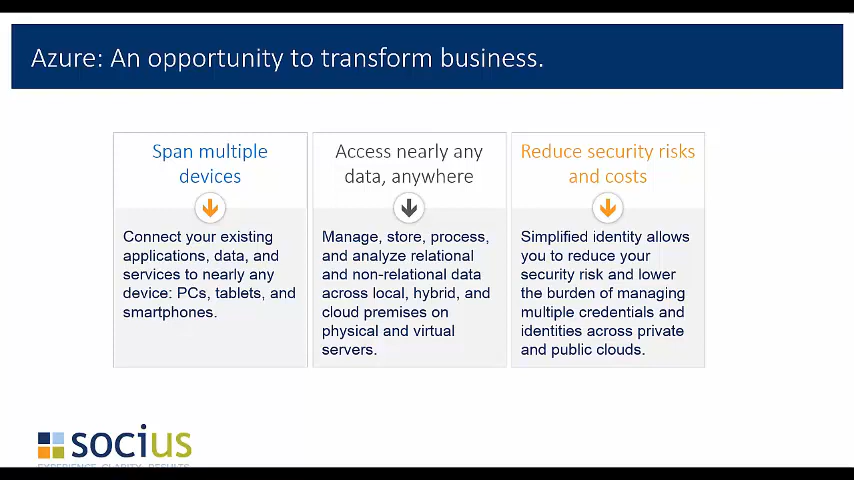 Azure: An opportunity to transform business.
Span multiple
devices
Connect your existing
applications, data, and
services to nearly any
device: PCs, tablets, and
smartphones.
Access nearly any
data, anywhere
Manage, store, process,
and analyze relational
and non-relational data
across local, hybrid, and
cloud premises on
physical and virtual
servers.
Reduce security risks
and costs
Simplified identity allows
you to reduce your
security risk and lower
the burden of managing
multiple credentials and
identities across private
and public clouds.
socius
EXPERIENCE. CLARITY. RESULTS.